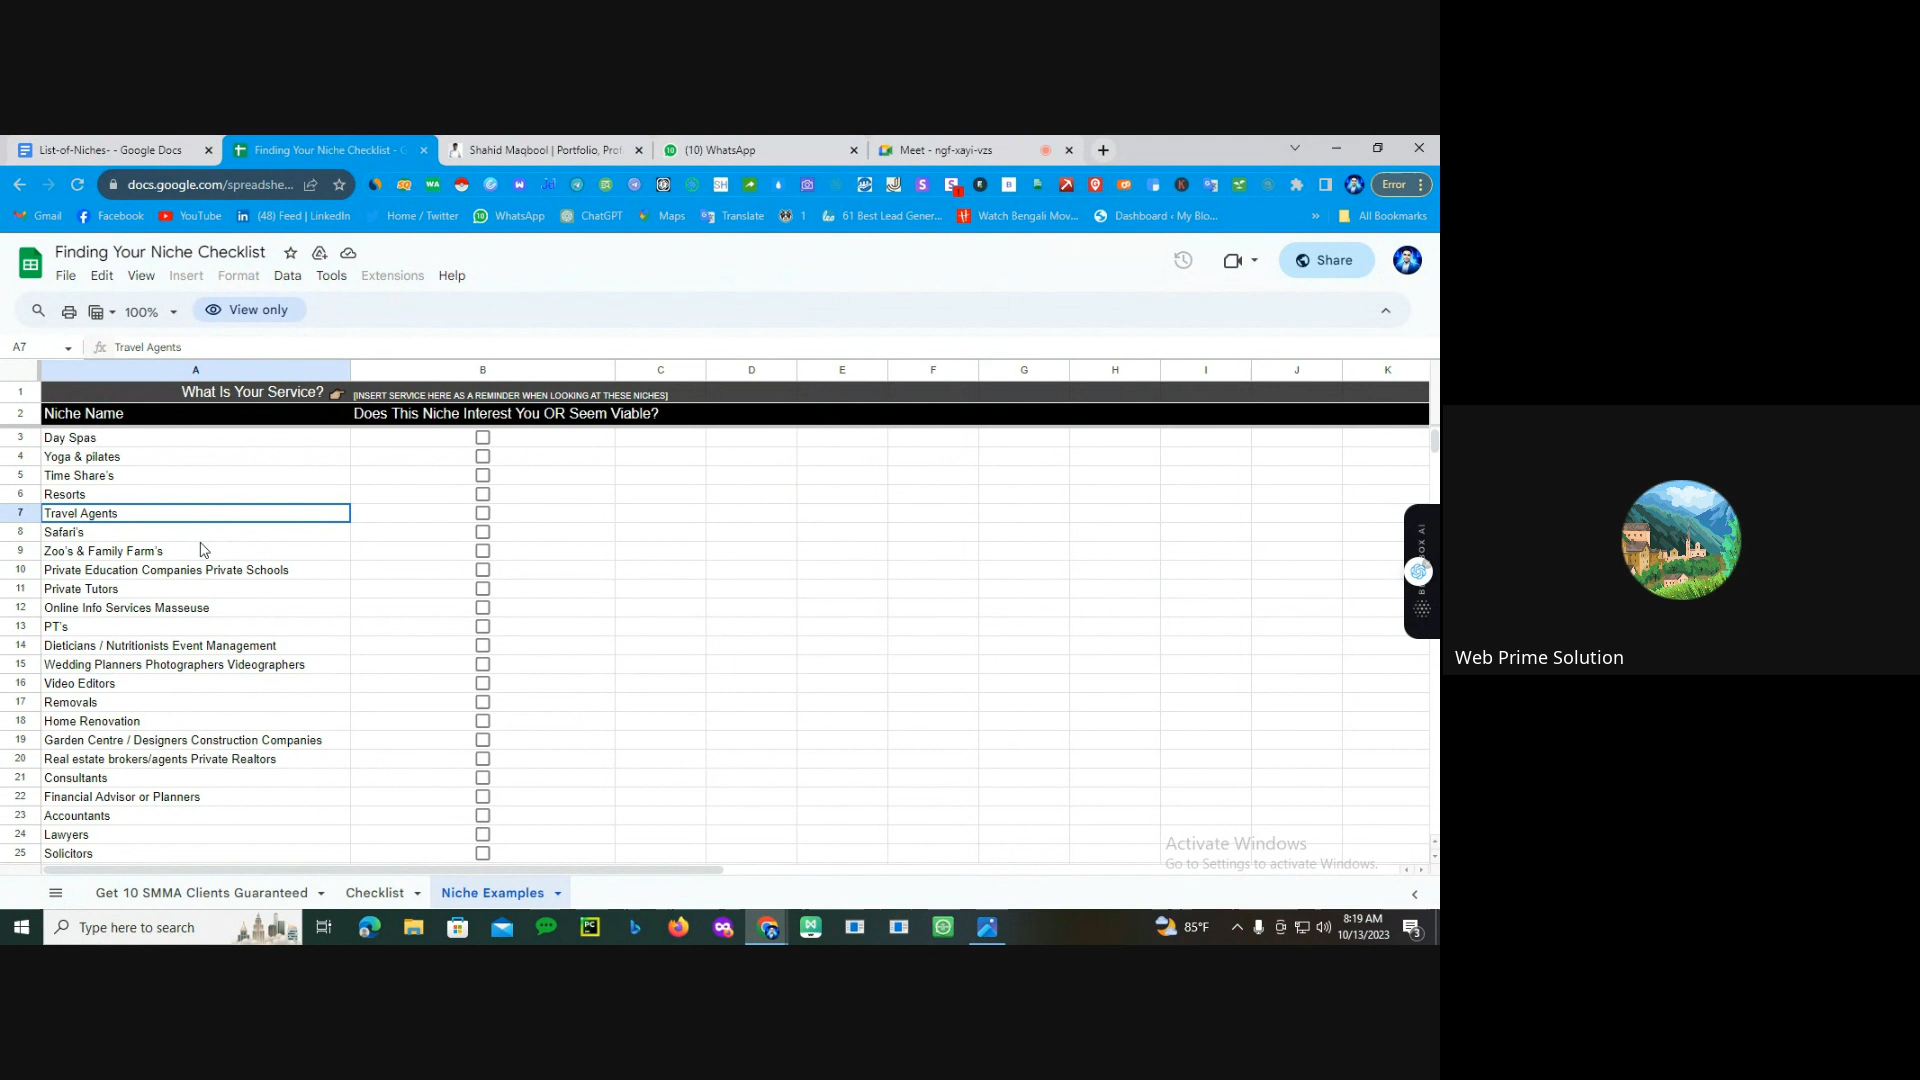 List-of-Niches- - Google Docs
Finding Your Niche Checklist - G
Shahid Maqbool | Portfolio, Prof
(10) WhatsApp
Meet - ngf-xayi-vzs
docs.google.com/spreadshe...
Error
Gmail
Facebook
YouTube
(48) Feed | LinkedIn
Home / Twitter
WhatsApp
ChatGPT
Maps
Translate
1
61 Best Lead Gener...
Watch Bengali Mov...
Dashboard ‹ My Blo...
»
All Bookmarks
Finding Your Niche Checklist
File Edit View Insert Format Data Tools Extensions Help
Share
100%
View only
A7
fx Travel Agents
A B C D E F G H I J K
1 What Is Your Service? [INSERT SERVICE HERE AS A REMINDER WHEN LOOKING AT THESE NICHES]
2 Niche Name Does This Niche Interest You OR Seem Viable?
3 Day Spas
4 Yoga & pilates
5 Time Share's
6 Resorts
7 Travel Agents
8 Safari's
9 Zoo's & Family Farm's
10 Private Education Companies Private Schools
11 Private Tutors
12 Online Info Services Masseuse
13 PT's
14 Dieticians / Nutritionists Event Management
15 Wedding Planners Photographers Videographers
16 Video Editors
17 Removals
18 Home Renovation
19 Garden Centre / Designers Construction Companies
20 Real estate brokers/agents Private Realtors
21 Consultants
22 Financial Advisor or Planners
23 Accountants
24 Lawyers
25 Solicitors
Activate Windows
Go to Settings to activate Windows.
Get 10 SMMA Clients Guaranteed
Checklist
Niche Examples
Type here to search
85°F
8:19 AM
10/13/2023
3
Web Prime Solution